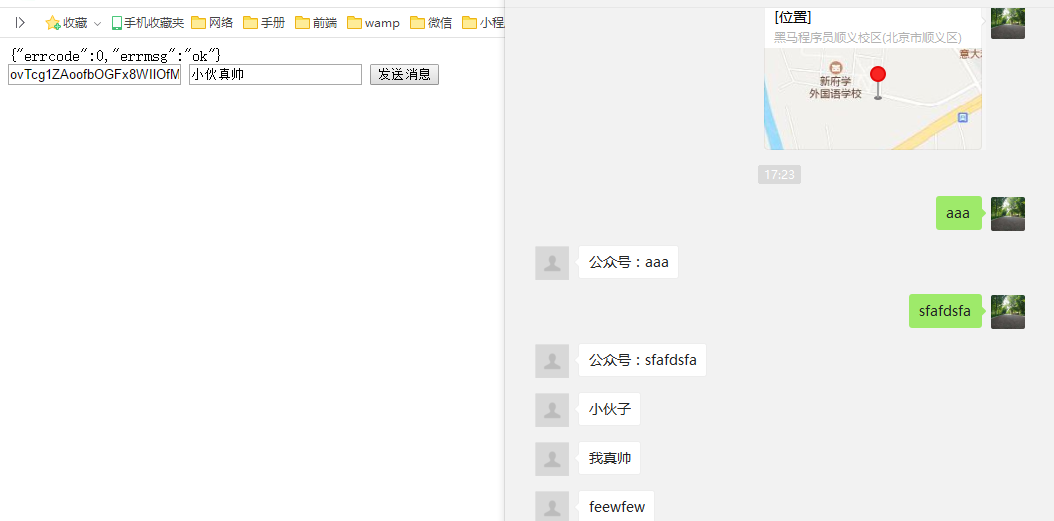 收藏 手机收藏夹 网络 手册 前端 wamp 微信 小程
{"errcode":0,"errmsg":"ok"}
ovTcg1ZAoofbOGFx8WIIOfM 小伙真帅 发送消息
[位置]
黑马程序员顺义校区(北京市顺义区)
意大
新府学
外国语学校
17:23
aaa
公众号：aaa
sfafdsfa
公众号：sfafdsfa
小伙子
我真帅
feewfew